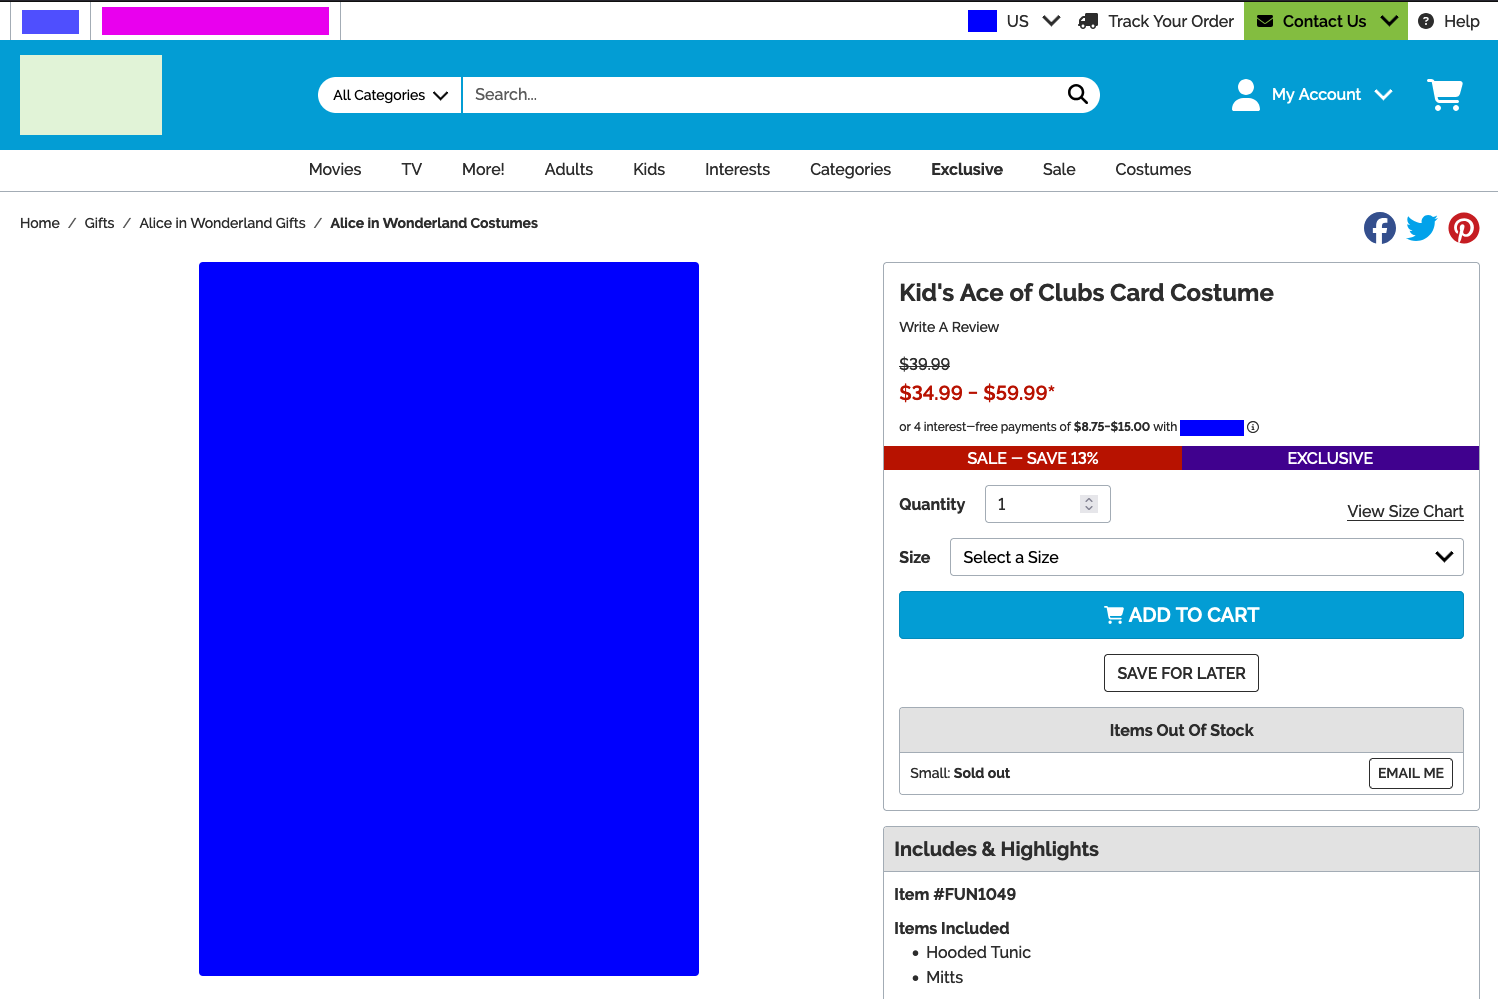 US
Track Your Order
Contact Us
Help
All Categories
Search...
My Account
Movies
TV
More!
Adults
Kids
Interests
Categories
Exclusive
Sale
Costumes
Home / Gifts / Alice in Wonderland Gifts / Alice in Wonderland Costumes
Kid's Ace of Clubs Card Costume
Write A Review
$39.99
$34.99 - $59.99*
or 4 interest-free payments of $8.75-$15.00 with
SALE - SAVE 13%
EXCLUSIVE
Quantity
1
View Size Chart
Size
Select a Size
ADD TO CART
SAVE FOR LATER
Items Out Of Stock
Small: Sold out
EMAIL ME
Includes & Highlights
Item #FUN1049
Items Included
• Hooded Tunic
• Mitts